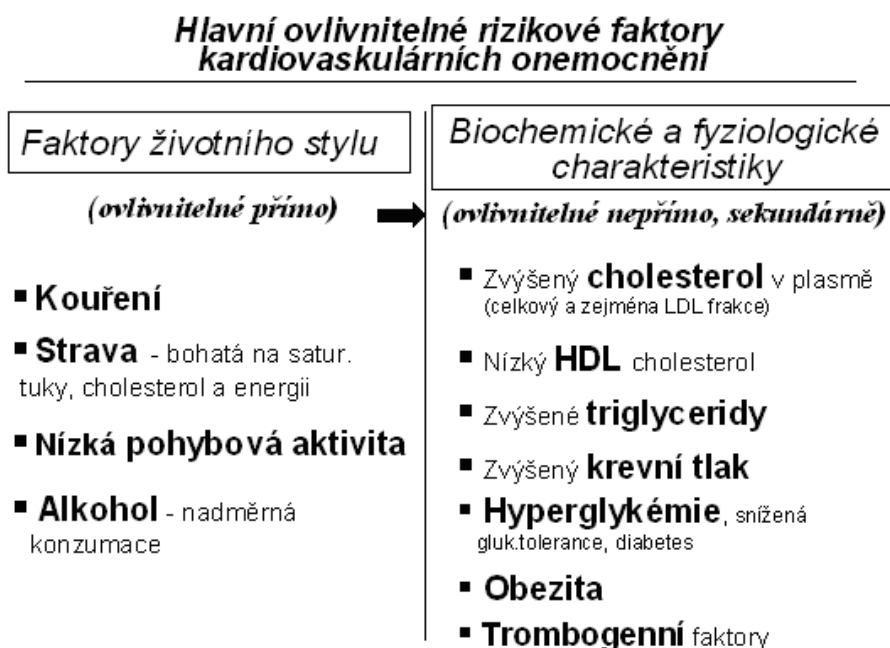 Hlavní ovlivnitelné rizikové faktory
kardiovaskulárních onemocnění
Faktory životního stylu
(ovlivnitelné přímo)
▪ Kouření
▪ Strava - bohatá na satur.
tuky, cholesterol a energii
▪ Nízká pohybová aktivita
▪ Alkohol - nadměrná
konzumace
Biochemické a fyziologické
charakteristiky
(ovlivnitelné nepřímo, sekundárně)
▪ Zvýšený cholesterol v plasmě
(celkový a zejména LDL frakce)
▪ Nízký HDL cholesterol
▪ Zvýšené triglyceridy
▪ Zvýšený krevní tlak
▪ Hyperglykémie, snížená
gluk.tolerance, diabetes
▪ Obezita
▪ Trombogenní faktory